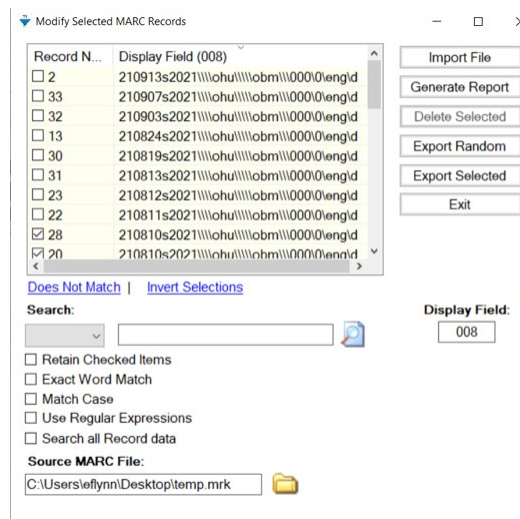 Modify Selected MARC Records
Record N... Display Field (008)
2 210913s2021\\\\ohu\\\\\obm\\\000\0\eng\d
33 210907s2021\\\\ohu\\\\\obm\\\000\0\eng\d
32 210903s2021\\\\ohu\\\\\obm\\\000\0\eng\d
13 210824s2021\\\\ohu\\\\\obm\\\000\0\eng\d
30 210819s2021\\\\ohu\\\\\obm\\\000\0\eng\d
31 210813s2021\\\\ohu\\\\\obm\\\000\0\eng\d
23 210812s2021\\\\ohu\\\\\obm\\\000\0\eng\d
22 210811s2021\\\\ohu\\\\\obm\\\000\0\eng\d
28 210810s2021\\\\ohu\\\\\obm\\\000\0\eng\d
20 210810s2021\\\\ohu\\\\\obm\\\000\0\eng\d
Import File
Generate Report
Delete Selected
Export Random
Export Selected
Exit
Does Not Match | Invert Selections
Search:
Display Field:
008
Retain Checked Items
Exact Word Match
Match Case
Use Regular Expressions
Search all Record data
Source MARC File:
C:\Users\eflynn\Desktop\temp.mrk